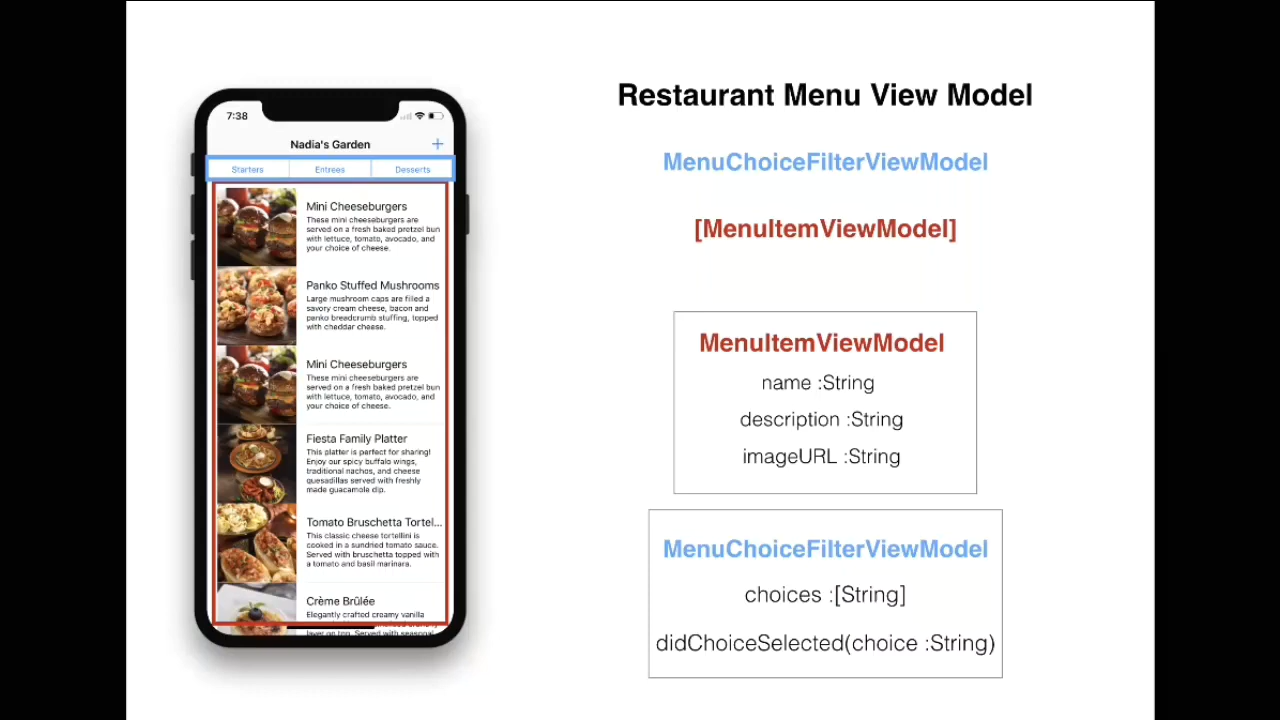 Restaurant Menu View Model
7:38
Nadia's Garden
+
Starters
Entrees
Desserts
Mini Cheeseburgers
These mini cheeseburgers are
served on a fresh baked pretzel bun
with lettuce, tomato, avocado, and
your choice of cheese.
Panko Stuffed Mushrooms
Large mushroom caps are filled a
savory cream cheese, bacon and
panko breadcrumb stuffing, topped
with cheddar cheese.
Mini Cheeseburgers
These mini cheeseburgers are
served on a fresh baked pretzel bun
with lettuce, tomato, avocado, and
your choice of cheese.
Fiesta Family Platter
This platter is perfect for sharing!
Enjoy our spicy buffalo wings,
traditional nachos, and cheese
quesadillas served with freshly
made guacamole dip.
Tomato Bruschetta Tortel...
This classic cheese tortellini is
cooked in a sundried tomato sauce.
Served with bruschetta topped with
a tomato and basil marinara.
Crème Brûlée
Elegantly crafted creamy vanilla
layer on top. Served with seasonal
MenuChoiceFilterViewModel
[MenuItemViewModel]
MenuItemViewModel
name :String
description :String
imageURL :String
MenuChoiceFilterViewModel
choices :[String]
didChoiceSelected(choice :String)